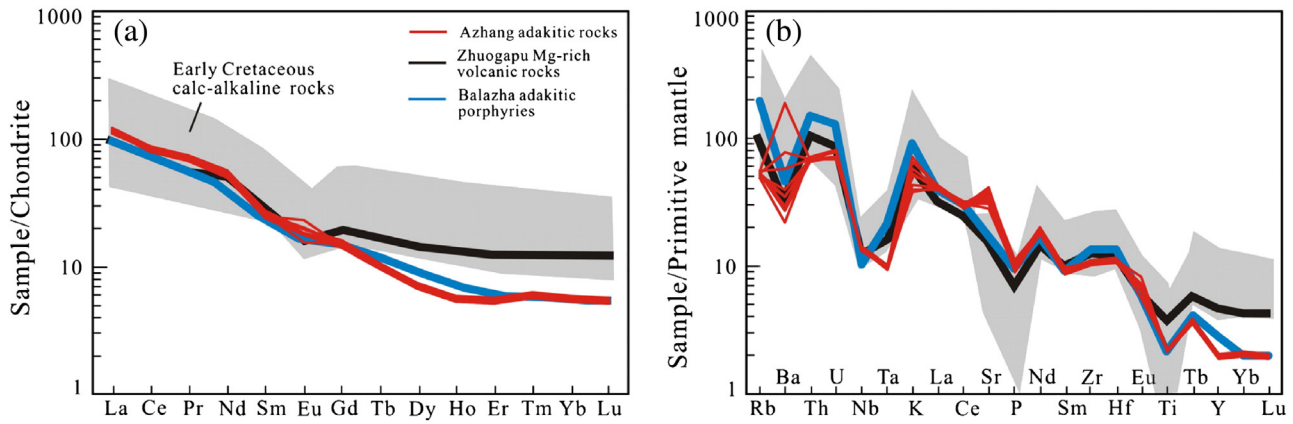 (a)
1000
100
10
1
Sample/Chondrite
Early Cretaceous
calc-alkaline rocks
Azhang adakitic rocks
Zhuogapu Mg-rich
volcanic rocks
Balazha adakitic
porphyries
La Ce Pr Nd Sm Eu Gd Tb Dy Ho Er Tm Yb Lu
(b)
1000
100
10
1
Sample/Primitive mantle
Ba U Ta La Sr Nd Zr Eu Tb Yb
Rb Th Nb K Ce P Sm Hf Ti Y Lu